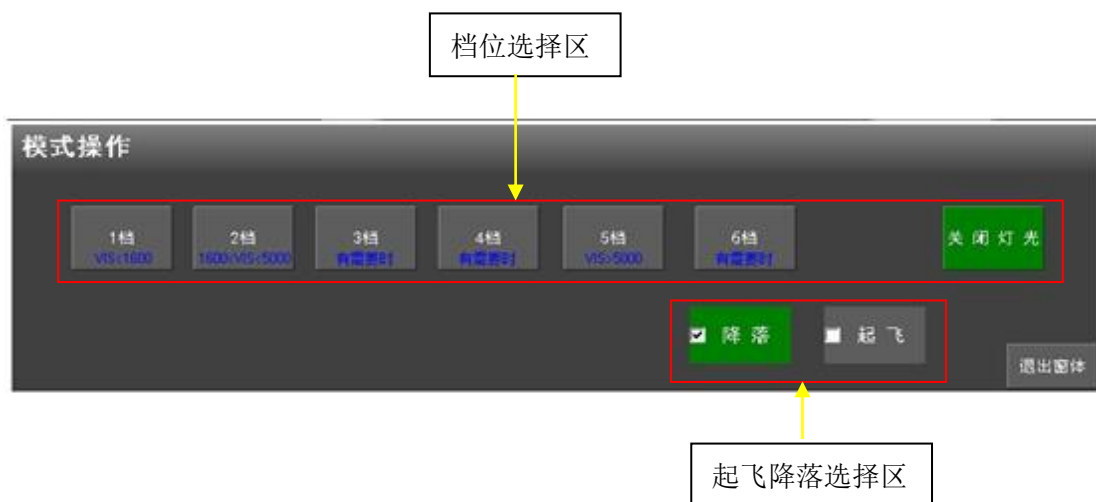 档位选择区
模式操作
1档
VIS<1600
2档
1600<VIS<5000
3档
有需要时
4档
有需要时
5档
VIS>5000
6档
有需要时
关闭灯光
降落
起飞
退出窗体
起飞降落选择区